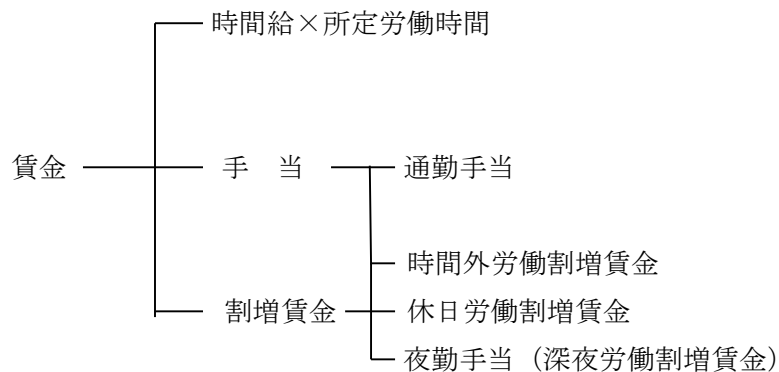 時間給×所定労働時間
賃金
手　当
通勤手当
時間外労働割増賃金
割増賃金
休日労働割増賃金
夜勤手当（深夜労働割増賃金）